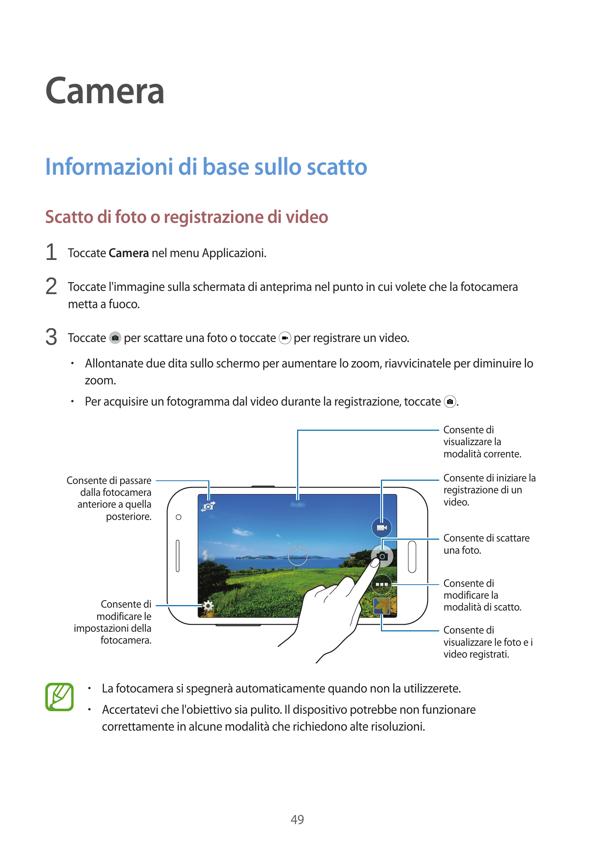 Camera
Informazioni di base sullo scatto
Scatto di foto o registrazione di video
1 Toccate Camera nel menu Applicazioni.
2 Toccate l'immagine sulla schermata di anteprima nel punto in cui volete che la fotocamera
metta a fuoco.
3 Toccate per scattare una foto o toccate per registrare un video.
• Allontanate due dita sullo schermo per aumentare lo zoom, riavvicinatele per diminuire lo
zoom.
• Per acquisire un fotogramma dal video durante la registrazione, toccate .
Consente di
visualizzare la
modalità corrente.
Consente di passare
dalla fotocamera
anteriore a quella
posteriore.
Consente di iniziare la
registrazione di un
video.
Consente di scattare
una foto.
Consente di
modificare la
modalità di scatto.
Consente di
modificare le
impostazioni della
fotocamera.
Consente di
visualizzare le foto e i
video registrati.
• La fotocamera si spegnerà automaticamente quando non la utilizzerete.
• Accertatevi che l'obiettivo sia pulito. Il dispositivo potrebbe non funzionare
correttamente in alcune modalità che richiedono alte risoluzioni.
49